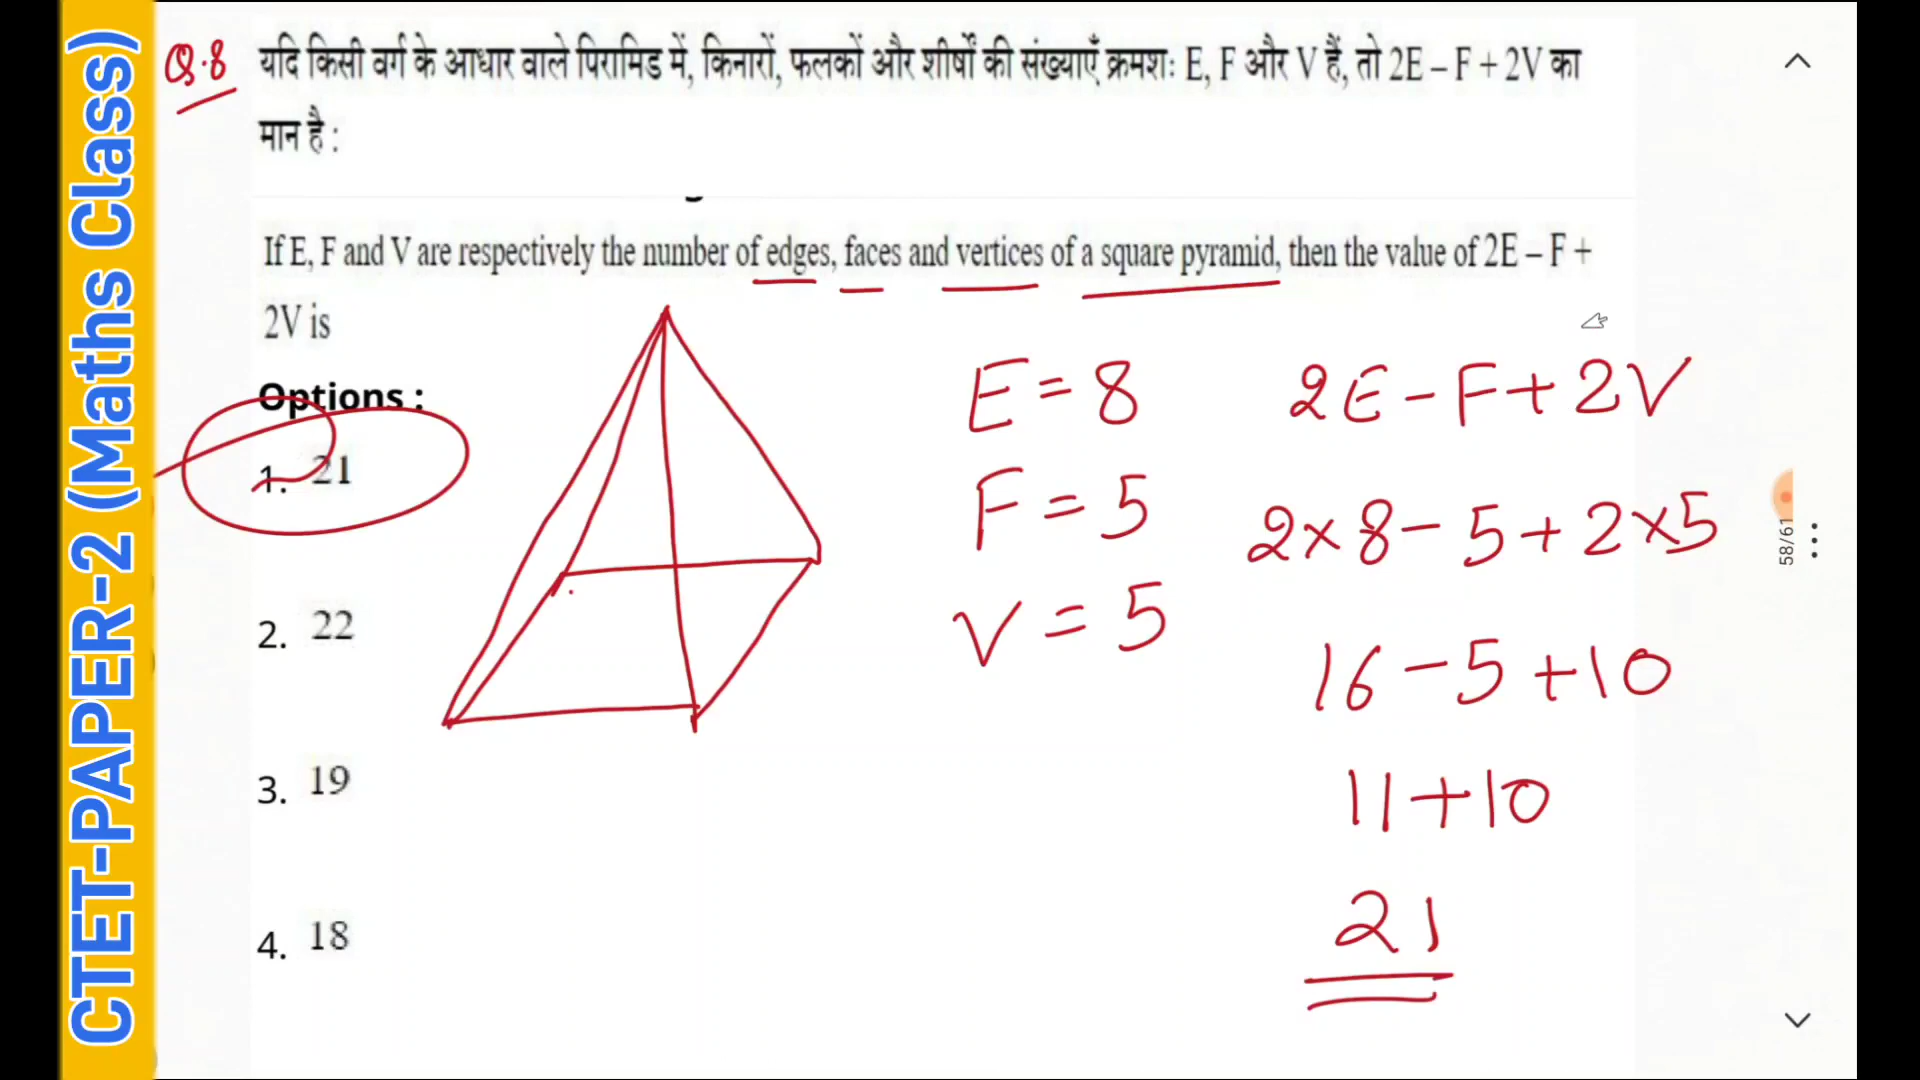 CTET-PAPER-2 (Maths Class)
Q.8 यदि किसी वर्ग के आधार वाले पिरामिड में, किनारों, फलकों और शीर्षों की संख्याएँ क्रमशः E, F और V हैं, तो 2E – F + 2V का
मान है :
If E, F and V are respectively the number of edges, faces and vertices of a square pyramid, then the value of 2E – F +
2V is
Options :
1. 21
2. 22
3. 19
4. 18
E = 8
F = 5
V = 5
2E - F + 2V
2 × 8 - 5 + 2 × 5
16 - 5 + 10
11 + 10
21
58/61